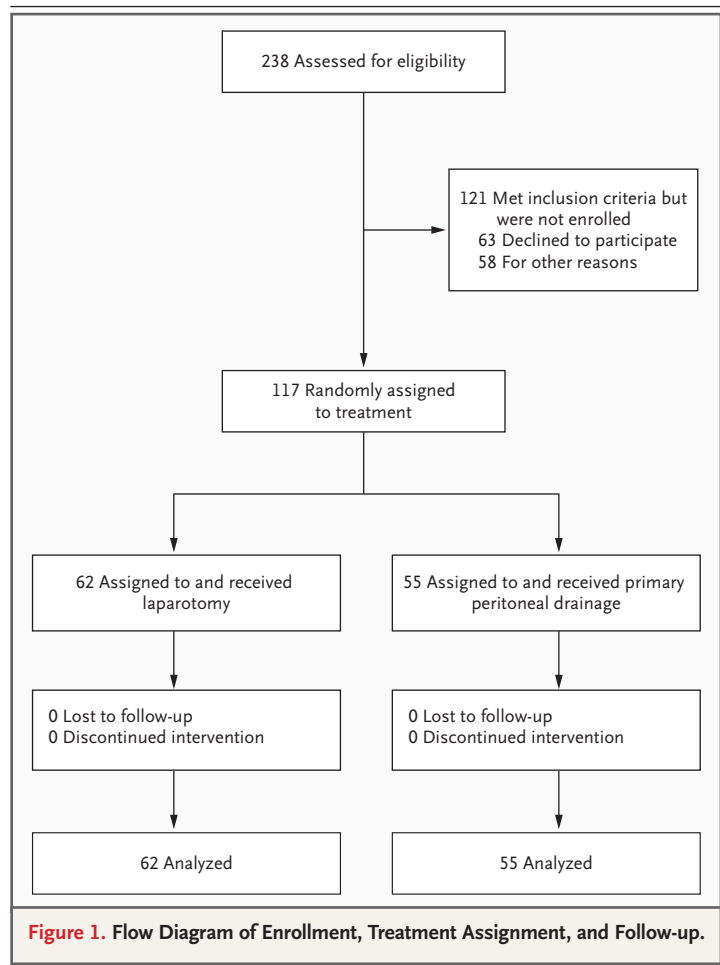 238 Assessed for eligibility
121 Met inclusion criteria but
were not enrolled
63 Declined to participate
58 For other reasons
117 Randomly assigned
to treatment
62 Assigned to and received
laparotomy
55 Assigned to and received primary
peritoneal drainage
0 Lost to follow-up
0 Discontinued intervention
0 Lost to follow-up
0 Discontinued intervention
62 Analyzed
55 Analyzed
Figure 1. Flow Diagram of Enrollment, Treatment Assignment, and Follow-up.